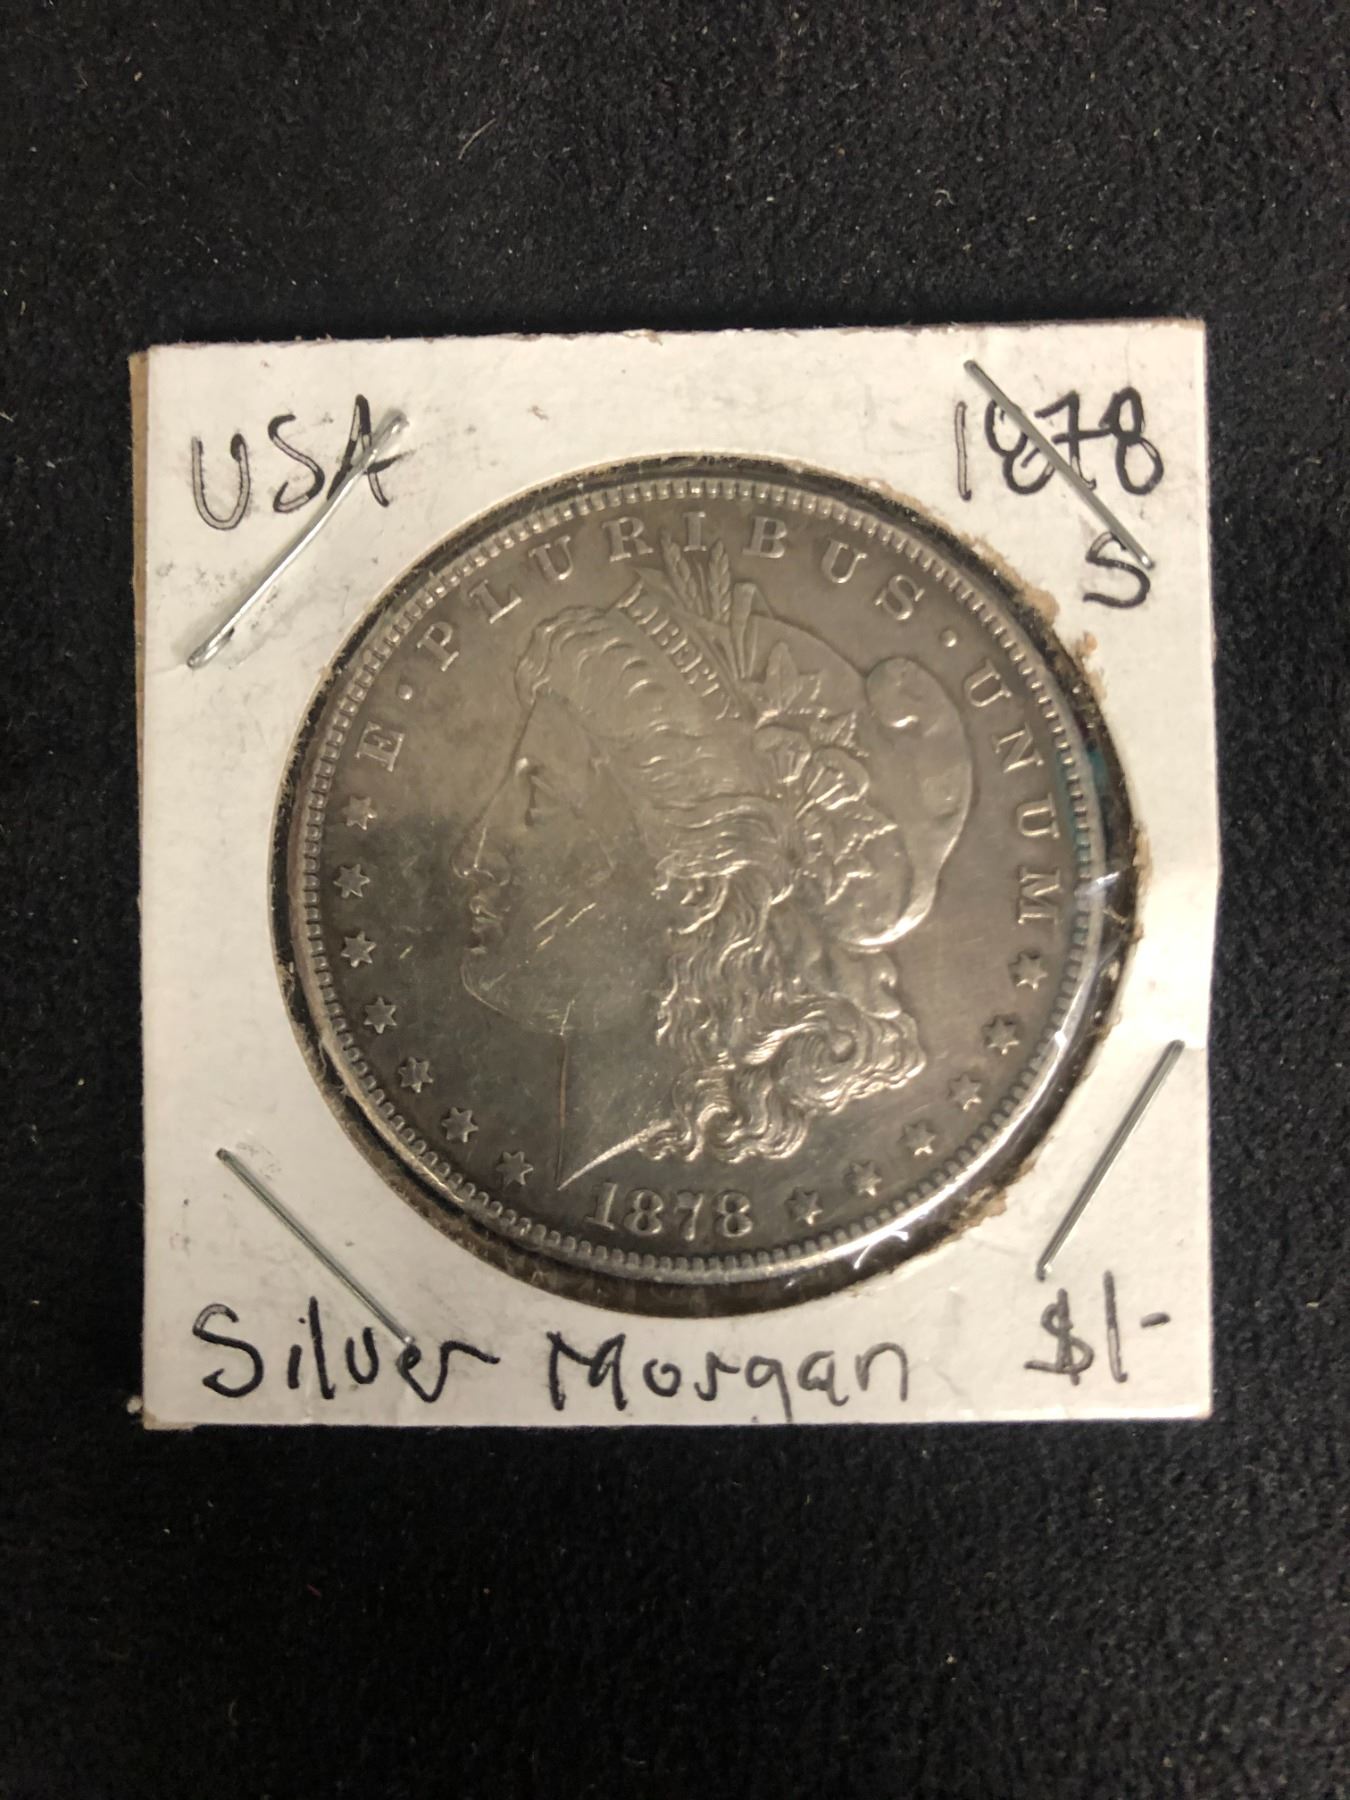 USA 1878
S
E·PLURIBUS·UNUM
LIBERTY
1878
Silver Morgan $1-